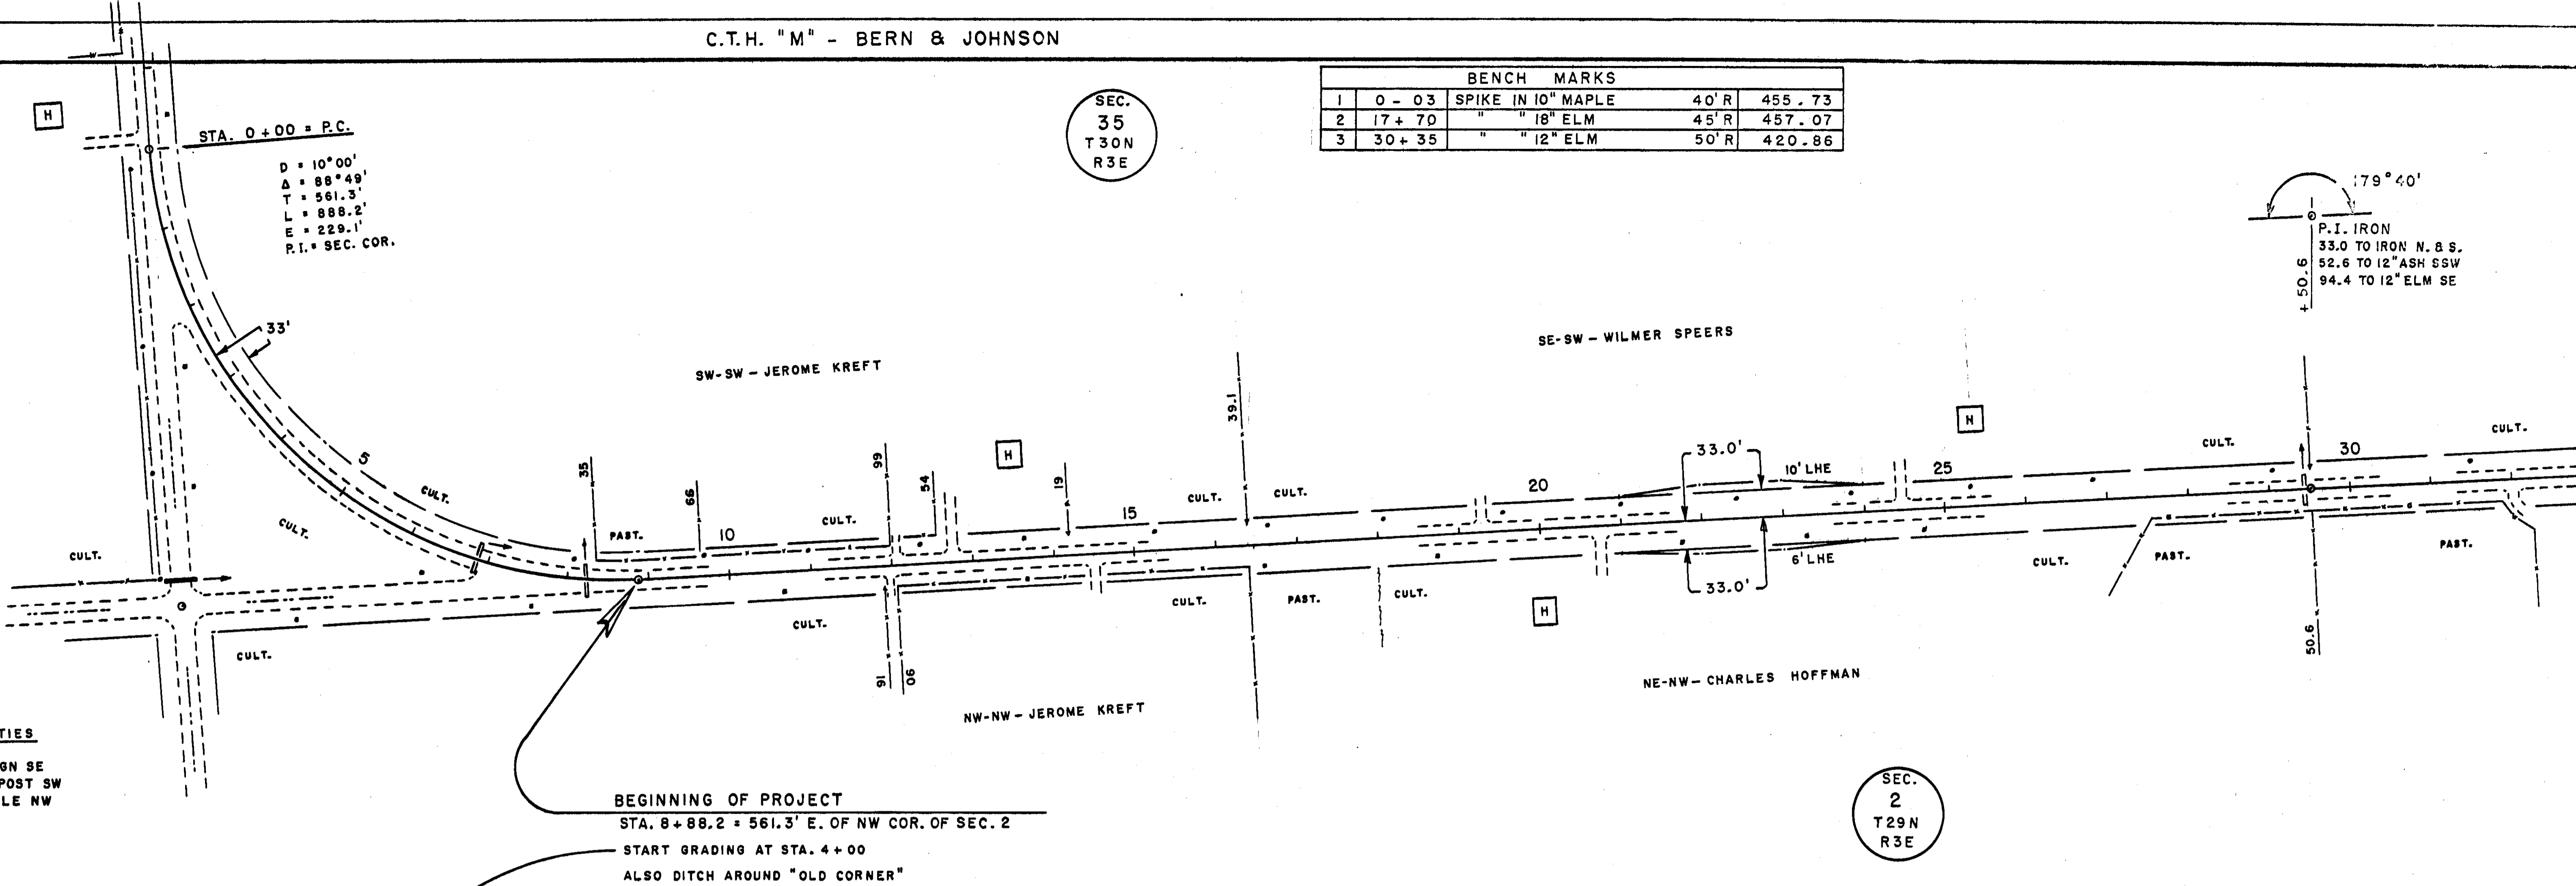 C.T.H. "M" - BERN & JOHNSON
BENCH MARKS
1 0 - 03 SPIKE IN 10" MAPLE 40' R 455.73
2 17 + 70 " " 18" ELM 45' R 457.07
3 30 + 35 " " 12" ELM 50' R 420.86
W
H
STA. 0 + 00 = P.C.
D = 10°00'
Δ = 88°49'
T = 561.3'
L = 888.2'
E = 229.1'
P.I. = SEC. COR.
SEC.
35
T30N
R3E
179°40'
P.I. IRON
33.0 TO IRON N. & S.
52.6 TO 12" ASH SSW
94.4 TO 12" ELM SE
+ 50.6
33'
SW-SW - JEROME KREFT
SE-SW - WILMER SPEERS
39.1
H
H
5
CULT.
CULT.
CULT.
35
66
PAST.
10
CULT.
99
54
19
15
CULT.
CULT.
20
33.0'
10' LHE
25
CULT.
30
CULT.
33.0'
6' LHE
H
CULT.
PAST.
PAST.
CULT.
PAST.
CULT.
CULT.
CULT.
91
06
50.6
NW-NW - JEROME KREFT
NE-NW - CHARLES HOFFMAN
TIES
GN SE
POST SW
LE NW
BEGINNING OF PROJECT
STA. 8 + 88.2 = 561.3' E. OF NW COR. OF SEC. 2
START GRADING AT STA. 4 + 00
ALSO DITCH AROUND "OLD CORNER"
SEC.
2
T29N
R3E